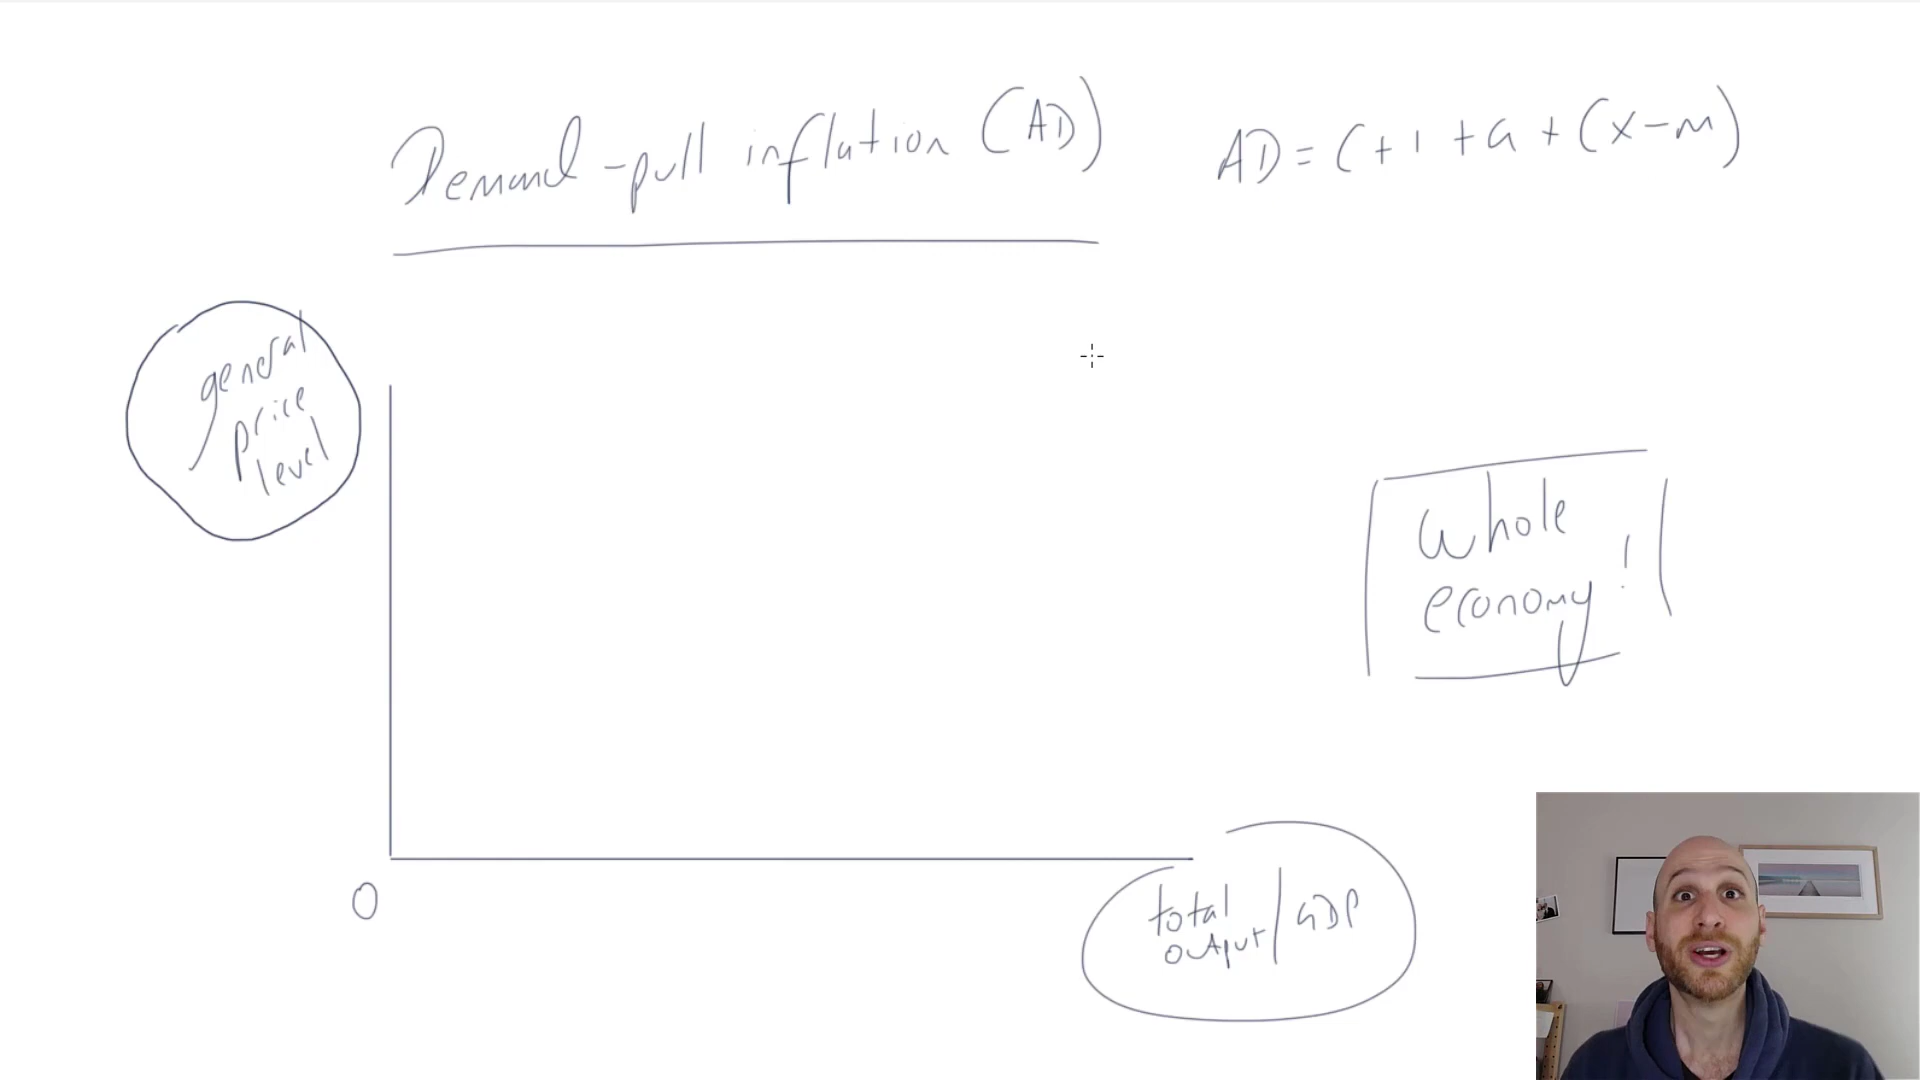 Demand-pull inflation (AD)
AD = C + I + G + (X-M)
general
price
level
Whole
economy!
0
total
output/GDP